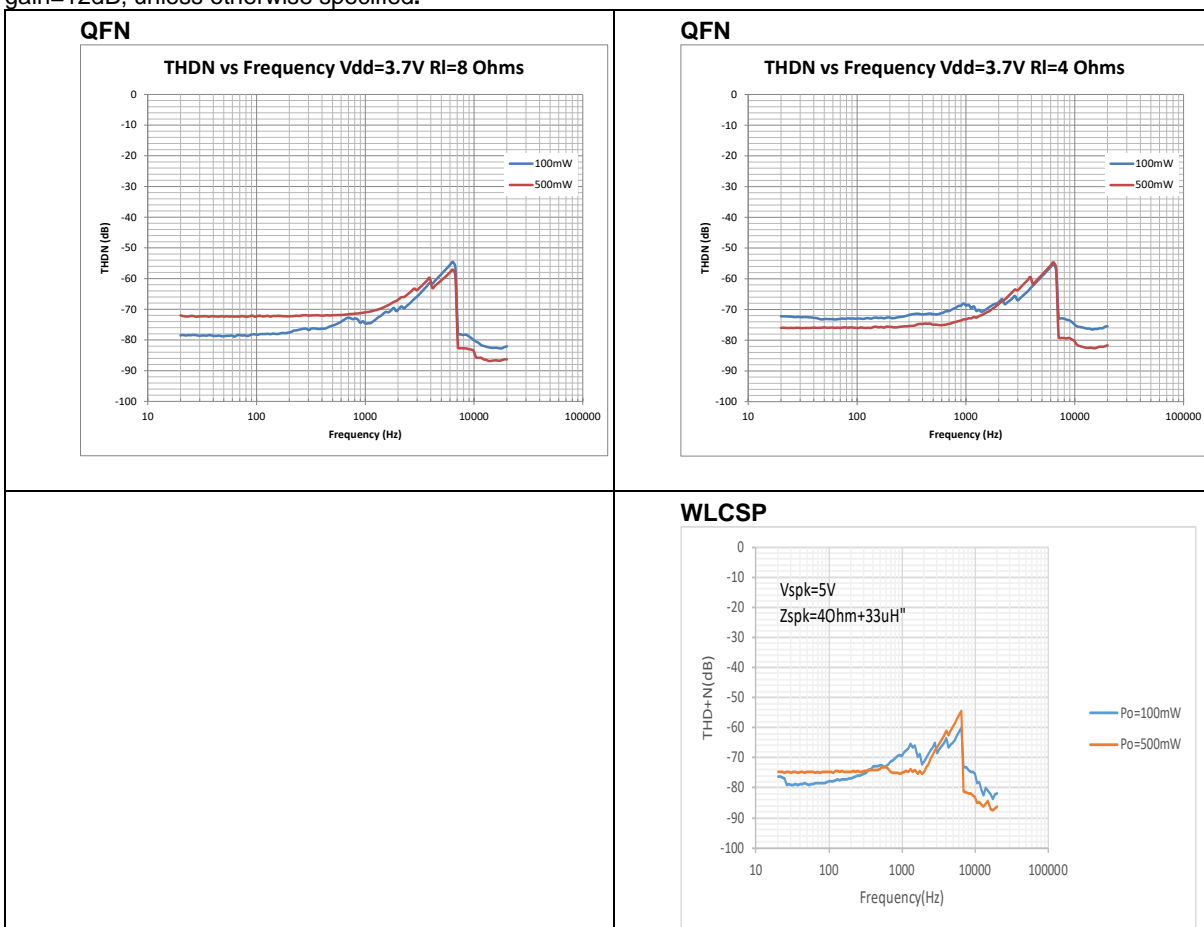 gain=12dB, unless otherwise specified.
QFN
THDN vs Frequency Vdd=3.7V Rl=8 Ohms
0
-10
-20
-30
-40
-50
-60
-70
-80
-90
-100
THDN (dB)
100mW
500mW
10 100 1000 10000 100000
Frequency (Hz)
QFN
THDN vs Frequency Vdd=3.7V Rl=4 Ohms
0
-10
-20
-30
-40
-50
-60
-70
-80
-90
-100
THDN (dB)
100mW
500mW
10 100 1000 10000 100000
Frequency (Hz)
WLCSP
0
-10
-20
-30
-40
-50
-60
-70
-80
-90
-100
THD+N(dB)
Vspk=5V
Zspk=4Ohm+33uH"
Po=100mW
Po=500mW
10 100 1000 10000 100000
Frequency(Hz)